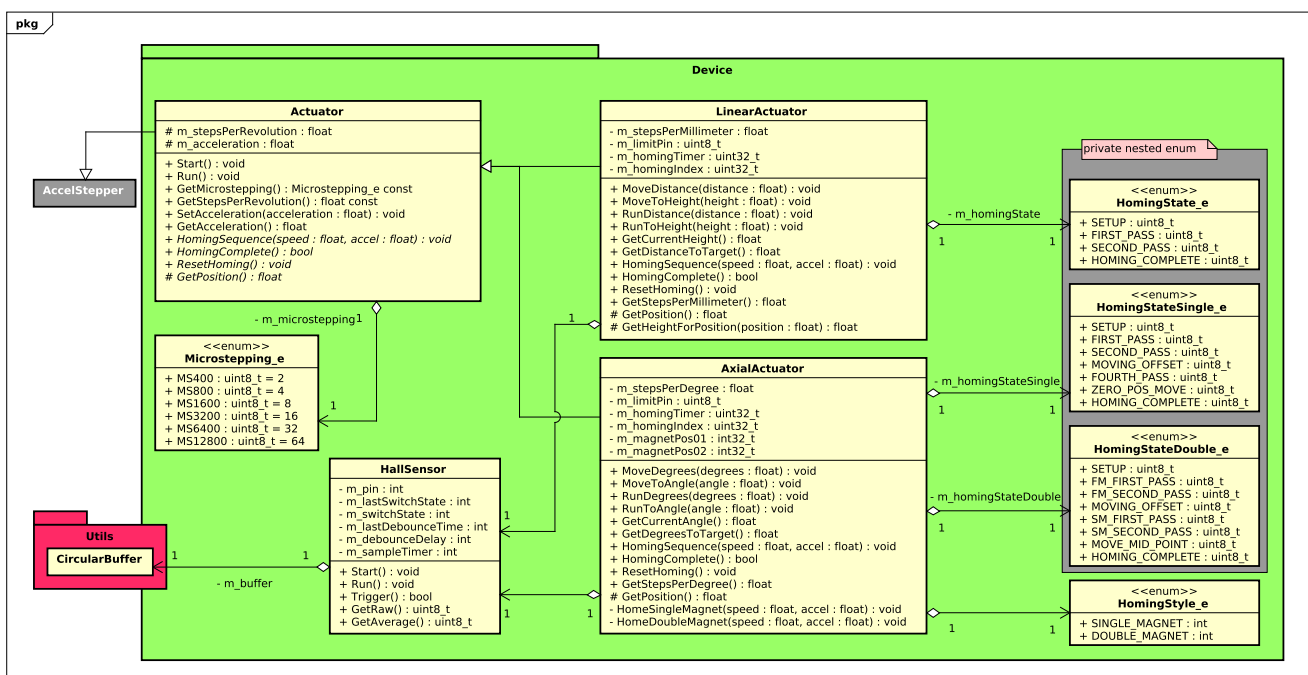 pkg
Device
Actuator
# m_stepsPerRevolution : float
# m_acceleration : float
+ Start() : void
+ Run() : void
+ GetMicrostepping() : Microstepping_e const
+ GetStepsPerRevolution() : float const
+ SetAcceleration(acceleration : float) : void
+ GetAcceleration() : float
+ HomingSequence(speed : float, accel : float) : void
+ HomingComplete() : bool
+ ResetHoming() : void
# GetPosition() : float
AccelStepper
- m_microstepping
1
1
<<enum>>
Microstepping_e
+ MS400 : uint8_t = 2
+ MS800 : uint8_t = 4
+ MS1600 : uint8_t = 8
+ MS3200 : uint8_t = 16
+ MS6400 : uint8_t = 32
+ MS12800 : uint8_t = 64
HallSensor
- m_pin : int
- m_lastSwitchState : int
- m_switchState : int
- m_lastDebounceTime : int
- m_debounceDelay : int
- m_sampleTimer : int
+ Start() : void
+ Run() : void
+ Trigger() : bool
+ GetRaw() : uint8_t
+ GetAverage() : uint8_t
Utils
CircularBuffer
1
1
- m_buffer
LinearActuator
- m_stepsPerMillimeter : float
- m_limitPin : uint8_t
- m_homingTimer : uint32_t
- m_homingIndex : uint32_t
+ MoveDistance(distance : float) : void
+ MoveToHeight(height : float) : void
+ RunDistance(distance : float) : void
+ RunToHeight(height : float) : void
+ GetCurrentHeight() : float
+ GetDistanceToTarget() : float
+ HomingSequence(speed : float, accel : float) : void
+ HomingComplete() : bool
+ ResetHoming() : void
+ GetStepsPerMillimeter() : float
# GetPosition() : float
# GetHeightForPosition(position : float) : float
1
1
AxialActuator
- m_stepsPerDegree : float
- m_limitPin : uint8_t
- m_homingTimer : uint32_t
- m_homingIndex : uint32_t
- m_magnetPos01 : int32_t
- m_magnetPos02 : int32_t
+ MoveDegrees(degrees : float) : void
+ MoveToAngle(angle : float) : void
+ RunDegrees(degrees : float) : void
+ RunToAngle(angle : float) : void
+ GetCurrentAngle() : float
+ GetDegreesToTarget() : float
+ HomingSequence(speed : float, accel : float) : void
+ HomingComplete() : bool
+ ResetHoming() : void
+ GetStepsPerDegree() : float
# GetPosition() : float
- HomeSingleMagnet(speed : float, accel : float) : void
- HomeDoubleMagnet(speed : float, accel : float) : void
1
1
- m_homingState
1
1
- m_homingStateSingle
1
1
- m_homingStateDouble
1
1
1
1
private nested enum
<<enum>>
HomingState_e
+ SETUP : uint8_t
+ FIRST_PASS : uint8_t
+ SECOND_PASS : uint8_t
+ HOMING_COMPLETE : uint8_t
<<enum>>
HomingStateSingle_e
+ SETUP : uint8_t
+ FIRST_PASS : uint8_t
+ SECOND_PASS : uint8_t
+ MOVING_OFFSET : uint8_t
+ FOURTH_PASS : uint8_t
+ ZERO_POS_MOVE : uint8_t
+ HOMING_COMPLETE : uint8_t
<<enum>>
HomingStateDouble_e
+ SETUP : uint8_t
+ FM_FIRST_PASS : uint8_t
+ FM_SECOND_PASS : uint8_t
+ MOVING_OFFSET : uint8_t
+ SM_FIRST_PASS : uint8_t
+ SM_SECOND_PASS : uint8_t
+ MOVE_MID_POINT : uint8_t
+ HOMING_COMPLETE : uint8_t
<<enum>>
HomingStyle_e
+ SINGLE_MAGNET : int
+ DOUBLE_MAGNET : int